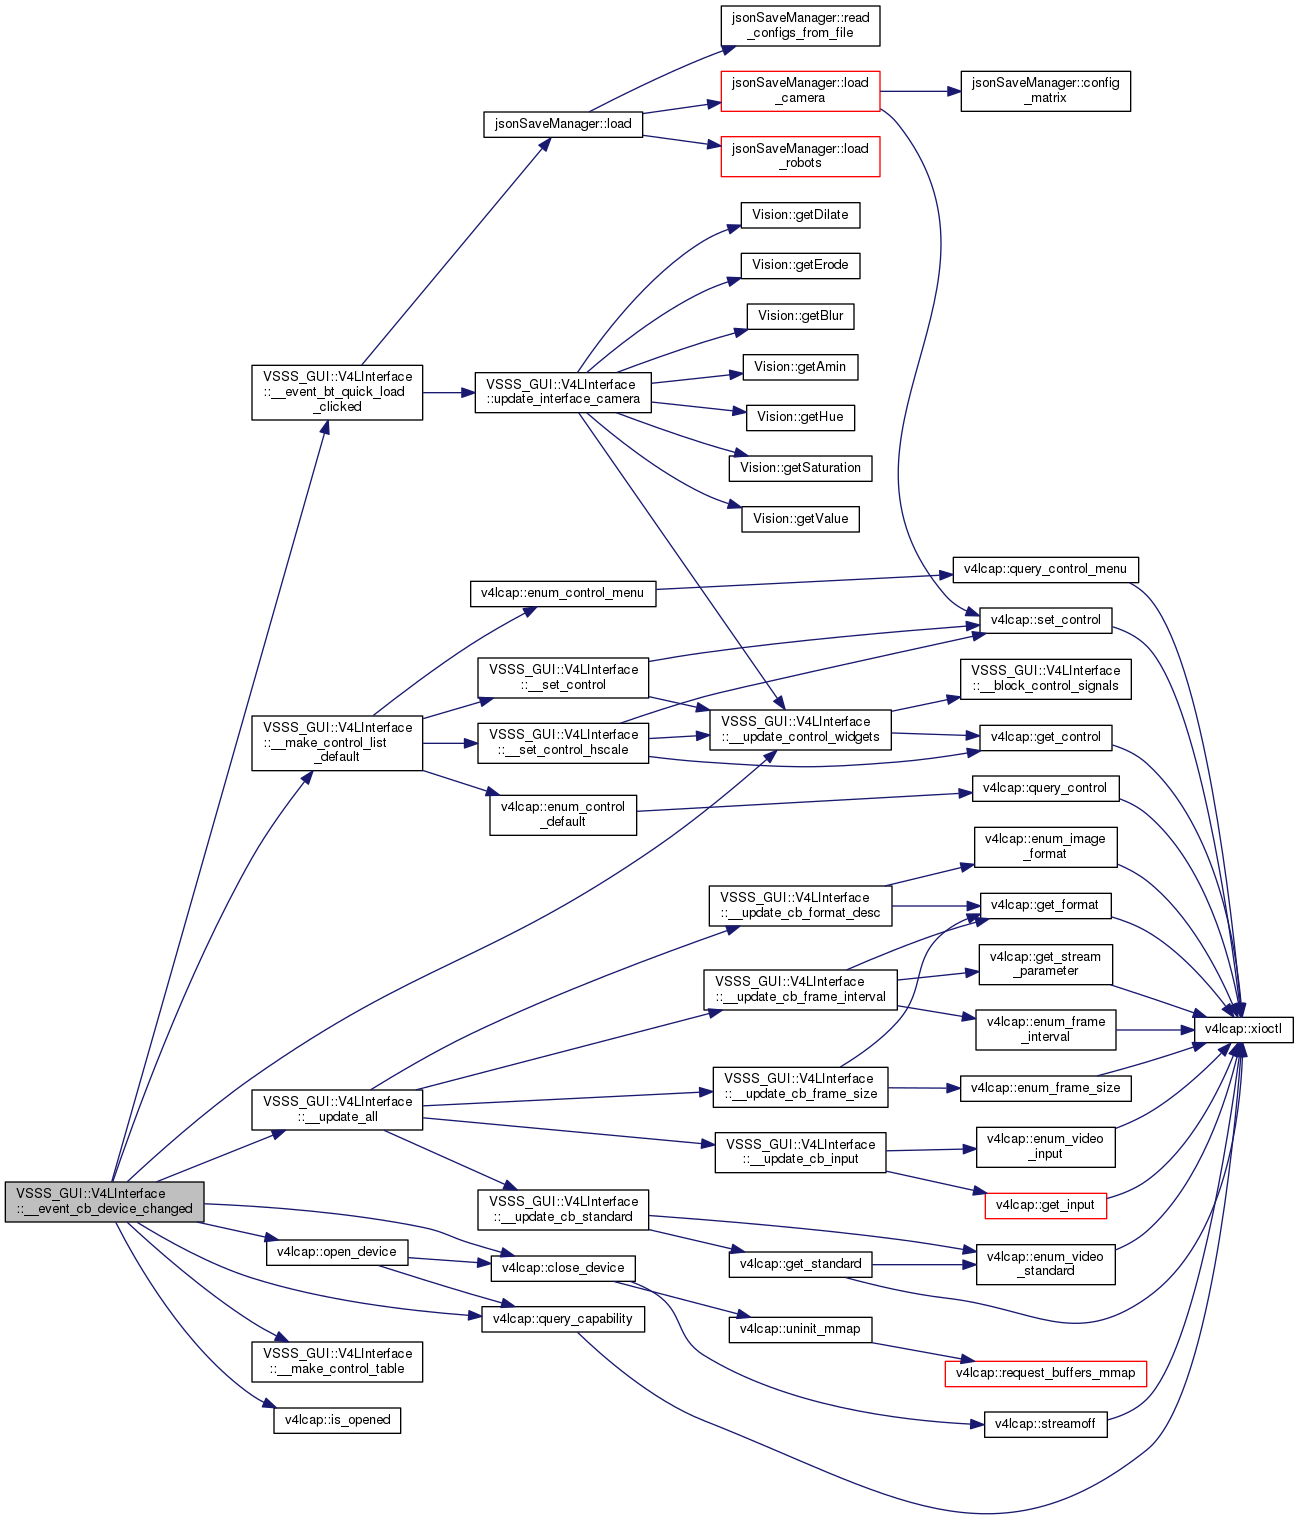 jsonSaveManager::read
_configs_from_file
jsonSaveManager::load
_camera
jsonSaveManager::config
_matrix
jsonSaveManager::load
jsonSaveManager::load
_robots
Vision::getDilate
Vision::getErode
Vision::getBlur
Vision::getAmin
VSSS_GUI::V4LInterface
::__event_bt_quick_load
_clicked
VSSS_GUI::V4LInterface
::update_interface_camera
Vision::getHue
Vision::getSaturation
Vision::getValue
v4lcap::query_control_menu
v4lcap::enum_control_menu
v4lcap::set_control
VSSS_GUI::V4LInterface
::__set_control
VSSS_GUI::V4LInterface
::__block_control_signals
VSSS_GUI::V4LInterface
::__make_control_list
_default
VSSS_GUI::V4LInterface
::__set_control_hscale
VSSS_GUI::V4LInterface
::__update_control_widgets
v4lcap::get_control
v4lcap::enum_control
_default
v4lcap::query_control
v4lcap::enum_image
_format
VSSS_GUI::V4LInterface
::__update_cb_format_desc
v4lcap::get_format
v4lcap::get_stream
_parameter
VSSS_GUI::V4LInterface
::__update_cb_frame_interval
v4lcap::enum_frame
_interval
v4lcap::xioctl
VSSS_GUI::V4LInterface
::__update_all
VSSS_GUI::V4LInterface
::__update_cb_frame_size
v4lcap::enum_frame_size
VSSS_GUI::V4LInterface
::__update_cb_input
v4lcap::enum_video
_input
VSSS_GUI::V4LInterface
::__event_cb_device_changed
VSSS_GUI::V4LInterface
::__update_cb_standard
v4lcap::get_input
v4lcap::open_device
v4lcap::close_device
v4lcap::get_standard
v4lcap::enum_video
_standard
v4lcap::query_capability
v4lcap::uninit_mmap
VSSS_GUI::V4LInterface
::__make_control_table
v4lcap::request_buffers_mmap
v4lcap::is_opened
v4lcap::streamoff